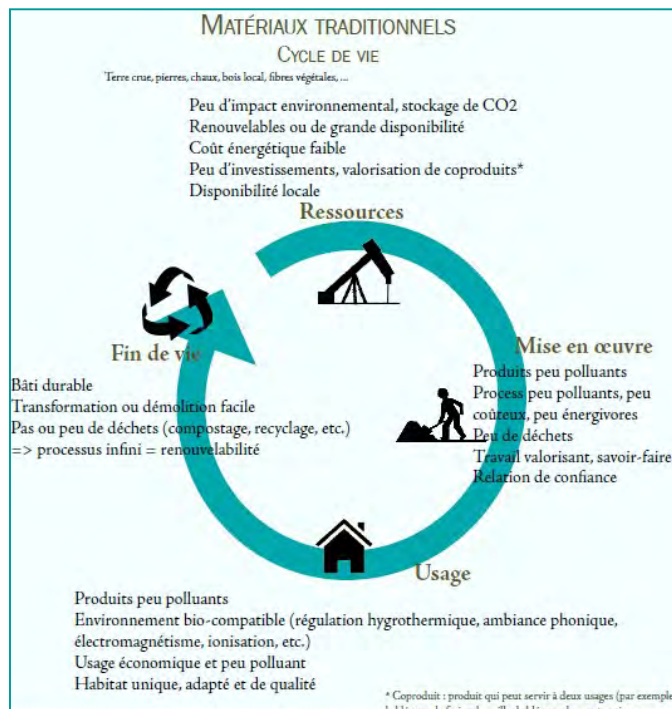 MATÉRIAUX TRADITIONNELS
CYCLE DE VIE
Terre crue, pierres, chaux, bois local, fibres végétales, ...
Peu d'impact environnemental, stockage de CO2
Renouvelables ou de grande disponibilité
Coût énergétique faible
Peu d'investissements, valorisation de coproduits*
Disponibilité locale
Ressources
Mise en œuvre
Produits peu polluants
Process peu polluants, peu
coûteux, peu énergivores
Peu de déchets
Travail valorisant, savoir-faire
Relation de confiance
Fin de vie
Bâti durable
Transformation ou démolition facile
Pas ou peu de déchets (compostage, recyclage, etc.)
=> processus infini = renouvelabilité
Usage
Produits peu polluants
Environnement bio-compatible (régulation hygrothermique, ambiance phonique,
électromagnétisme, ionisation, etc.)
Usage économique et peu polluant
Habitat unique, adapté et de qualité
* Coproduit : produit qui peut servir à deux usages (par exemple